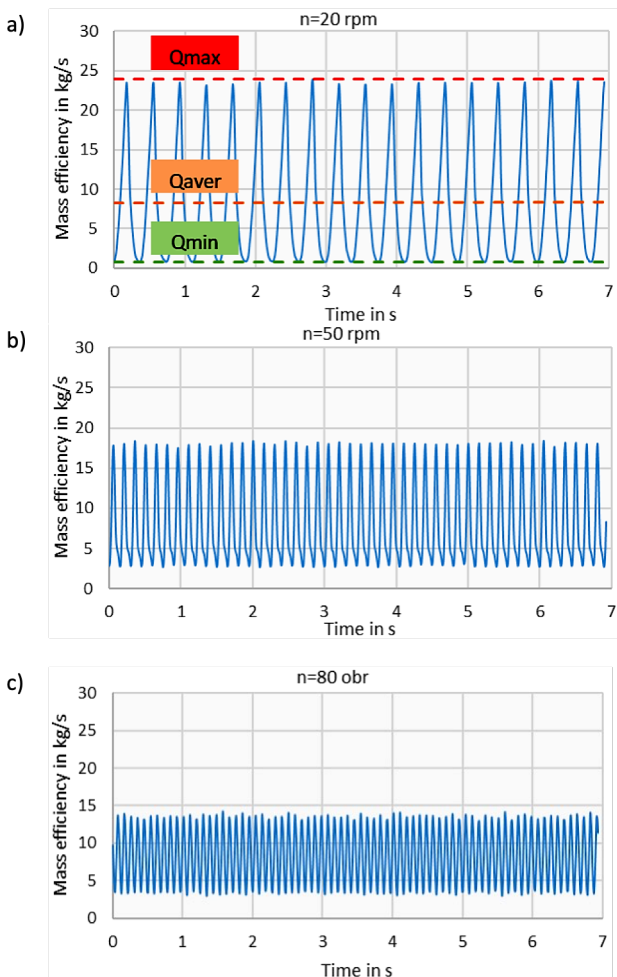 a)
n=20 rpm
Mass efficiency in kg/s
30
25
20
15
10
5
0
Qmax
Qaver
Qmin
0 1 2 3 4 5 6 7
Time in s
b)
n=50 rpm
Mass efficiency in kg/s
30
25
20
15
10
5
0
0 1 2 3 4 5 6 7
Time in s
c)
n=80 obr
Mass efficiency in kg/s
30
25
20
15
10
5
0
0 1 2 3 4 5 6 7
Time in s